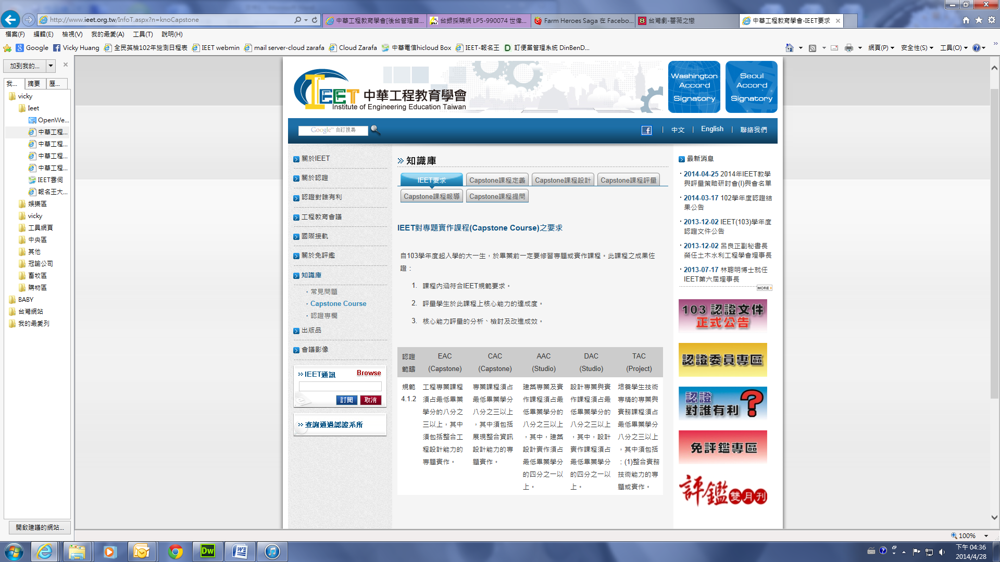 http://www.ieet.org.tw/InfoT.aspx?n=knoCapstone
中華工程教育學會[後台管理首...
台銀採購網 LP5-990074 世偉...
Farm Heroes Saga 在 Facebo...
台灣劇-薔薇之戀
中華工程教育學會-IEET要求
檔案(F) 編輯(E) 檢視(V) 我的最愛(A) 工具(T) 說明(H)
Google Vicky Huang 全民英檢102年施測日程表 IEET webmin mail server-cloud zarafa Cloud Zarafa 中華電信hicloud Box IEET-報名王 訂便當管理系統 DinBenD...
網頁(P) 安全性(S) 工具(O)
加到我的...
我... 摘要 歷...
vicky
Ieet
OpenWe...
中華工程...
中華工程...
中華工程...
中華工程...
IEET雲伺
報名王大...
娛樂區
vicky
工具網頁
中央區
其他
冠諭公司
畜牧區
購物區
BABY
台灣網站
我的最愛列
開啟建議的網站...
IEET 中華工程教育學會
Institute of Engineering Education Taiwan
Washington Accord Signatory
Seoul Accord Signatory
Google™ 自訂搜尋
中文 | English | 聯絡我們
關於IEET
關於認證
認證對誰有利
工程教育會議
國際接軌
關於免評鑑
知識庫
・常見問題
・Capstone Course
・認證專欄
出版品
會議影像
IEET通訊 Browse
訂閱 取消
查詢通過認證系所
知識庫
IEET要求 Capstone課程定義 Capstone課程設計 Capstone課程評量
Capstone課程報導 Capstone課程提問
IEET對專題實作課程(Capstone Course)之要求
自103學年度起入學的大一生，於畢業前一定要修習專題或實作課程。此課程之成果佐
證：
1. 課程內涵符合IEET規範要求。
2. 評量學生於此課程上核心能力的達成度。
3. 核心能力評量的分析、檢討及改進成效。
認證範疇 EAC (Capstone) CAC (Capstone) AAC (Studio) DAC (Studio) TAC (Project)
規範 4.1.2
工程專業課程
須占最低畢業
學分的八分之
三以上，其中
須包括整合工
程設計能力的
專題實作。
專業課程須占
最低畢業學分
八分之三以上
，其中須包括
展現整合資訊
設計能力的專
題實作。
建築專業及實
作課程須占最
低畢業學分的
八分之三以上
，其中，建築
設計實作須占
最低畢業學分
的四分之一以
上。
設計專業與實
作課程須占最
低畢業學分的
八分之三以上
，其中，設計
實作課程須占
最低畢業學分
的四分之一以
上。
培養學生技術
專精的專業與
實務課程須占
最低畢業學分
八分之三以上
，其中須包括
：(1)整合實務
技術能力的專
題或實作。
最新消息
2014-04-25 2014年IEET教學
與評量策略研討會(I)與會名單
2014-03-17 102學年度認證結
果公告
2013-12-02 IEET(103)學年度
認證文件公告
2013-12-02 呂良正副秘書長
榮任土木水利工程學會理事長
2013-07-17 林聰明博士就任
IEET第六屆理事長
MORE
103 認證文件
正式公告
認證委員專區
認證
對誰有利?
免評鑑專區
評鑑雙月刊
100%
Dw
下午 04:36
2014/4/28